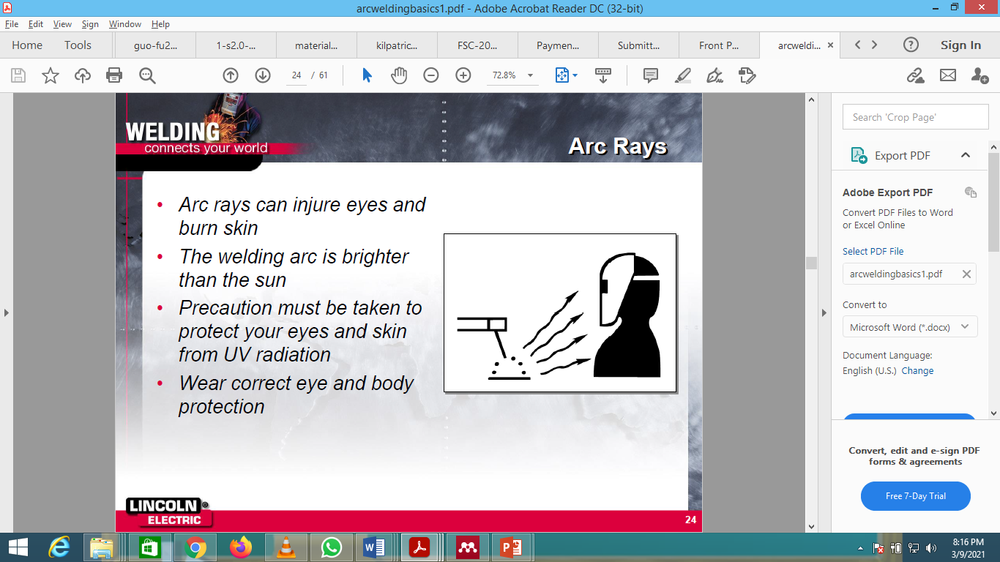 arcweldingbasics1.pdf - Adobe Acrobat Reader DC (32-bit)
File Edit View Sign Window Help
Home Tools guo-fu2... 1-s2.0-... material... kilpatric... FSC-20... Paymen... Submitt... Front P... arcweldi... Sign In
24 / 61 72.8%
WELDING
connects your world
Arc Rays
• Arc rays can injure eyes and
burn skin
• The welding arc is brighter
than the sun
• Precaution must be taken to
protect your eyes and skin
from UV radiation
• Wear correct eye and body
protection
LINCOLN
ELECTRIC
24
Search 'Crop Page'
Export PDF
Adobe Export PDF
Convert PDF Files to Word
or Excel Online
Select PDF File
arcweldingbasics1.pdf
Convert to
Microsoft Word (*.docx)
Document Language:
English (U.S.) Change
Convert, edit and e-sign PDF
forms & agreements
Free 7-Day Trial
8:16 PM
3/9/2021